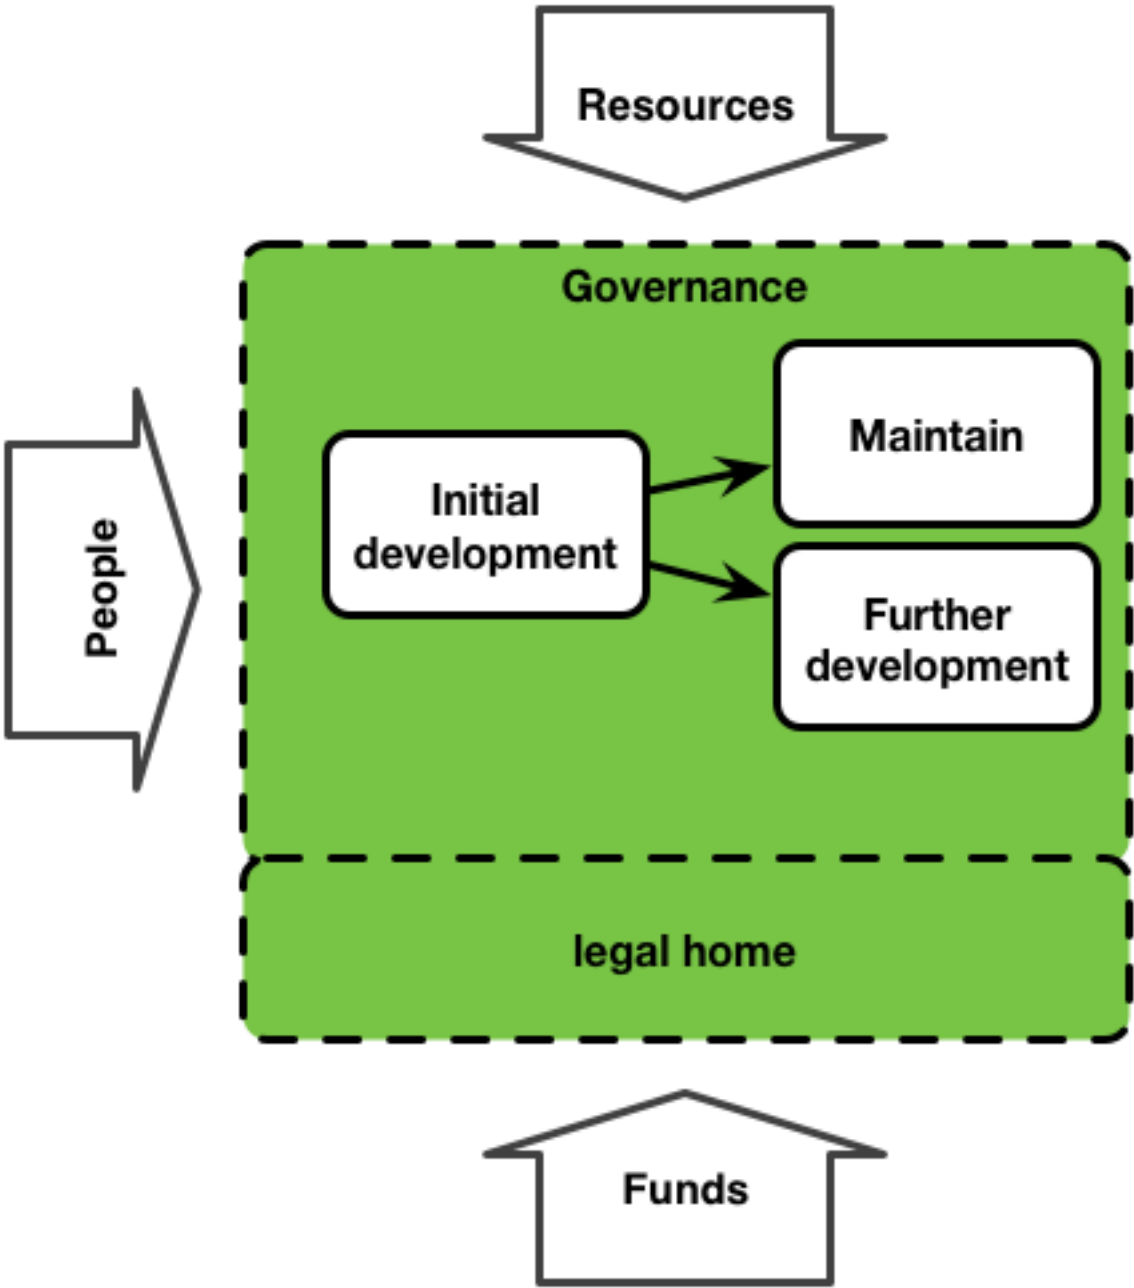 Resources
Governance
Maintain
Initial
development
Further
development
People
legal home
Funds